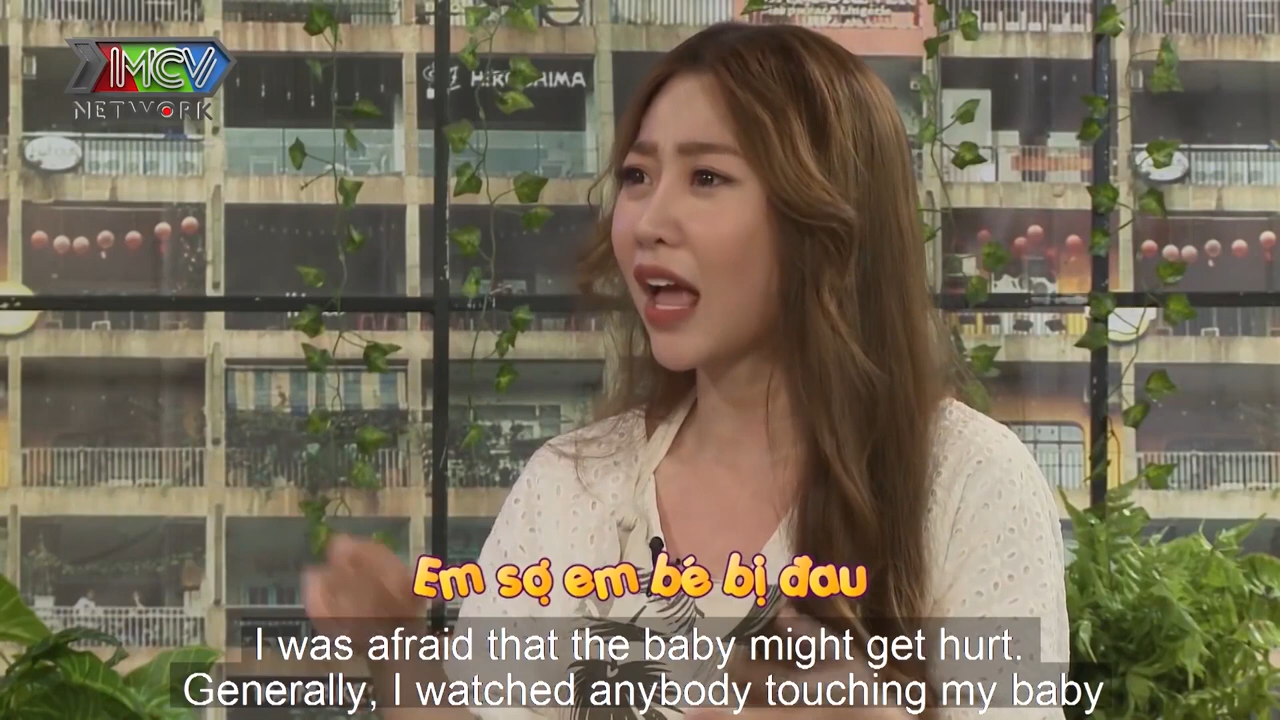 MCV
NETWORK
HIROSHIMA
Em sợ em bé bị đau
I was afraid that the baby might get hurt.
Generally, I watched anybody touching my baby